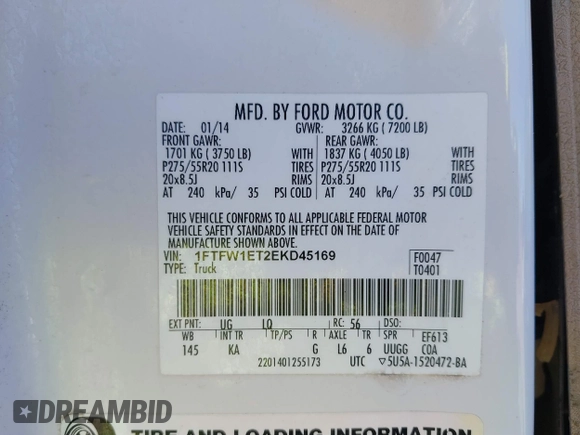 MFD. BY FORD MOTOR CO.
DATE: 01/14 GVWR: 3266 KG ( 7200 LB)
FRONT GAWR: REAR GAWR:
1701 KG ( 3750 LB) WITH 1837 KG ( 4050 LB) WITH
P275/55R20 111S TIRES P275/55R20 111S TIRES
20x8.5J RIMS 20x8.5J RIMS
AT 240 kPa/ 35 PSI COLD AT 240 kPa/ 35 PSI COLD
THIS VEHICLE CONFORMS TO ALL APPLICABLE FEDERAL MOTOR
VEHICLE SAFETY STANDARDS IN EFFECT ON THE DATE OF
MANUFACTURE SHOWN ABOVE.
VIN: 1FTFW1ET2EKD45169 F0047
TYPE: Truck T0401
EXT PNT: UG LQ RC: 56 DSO:
WB INT TR TP/PS R AXLE TR SPR EF613
145 KA G L6 6 UUGG COA
2201401255173 UTC ▽5U5A-1520472-BA
TIRE AND LOADING INFORMATION
DREAMBID